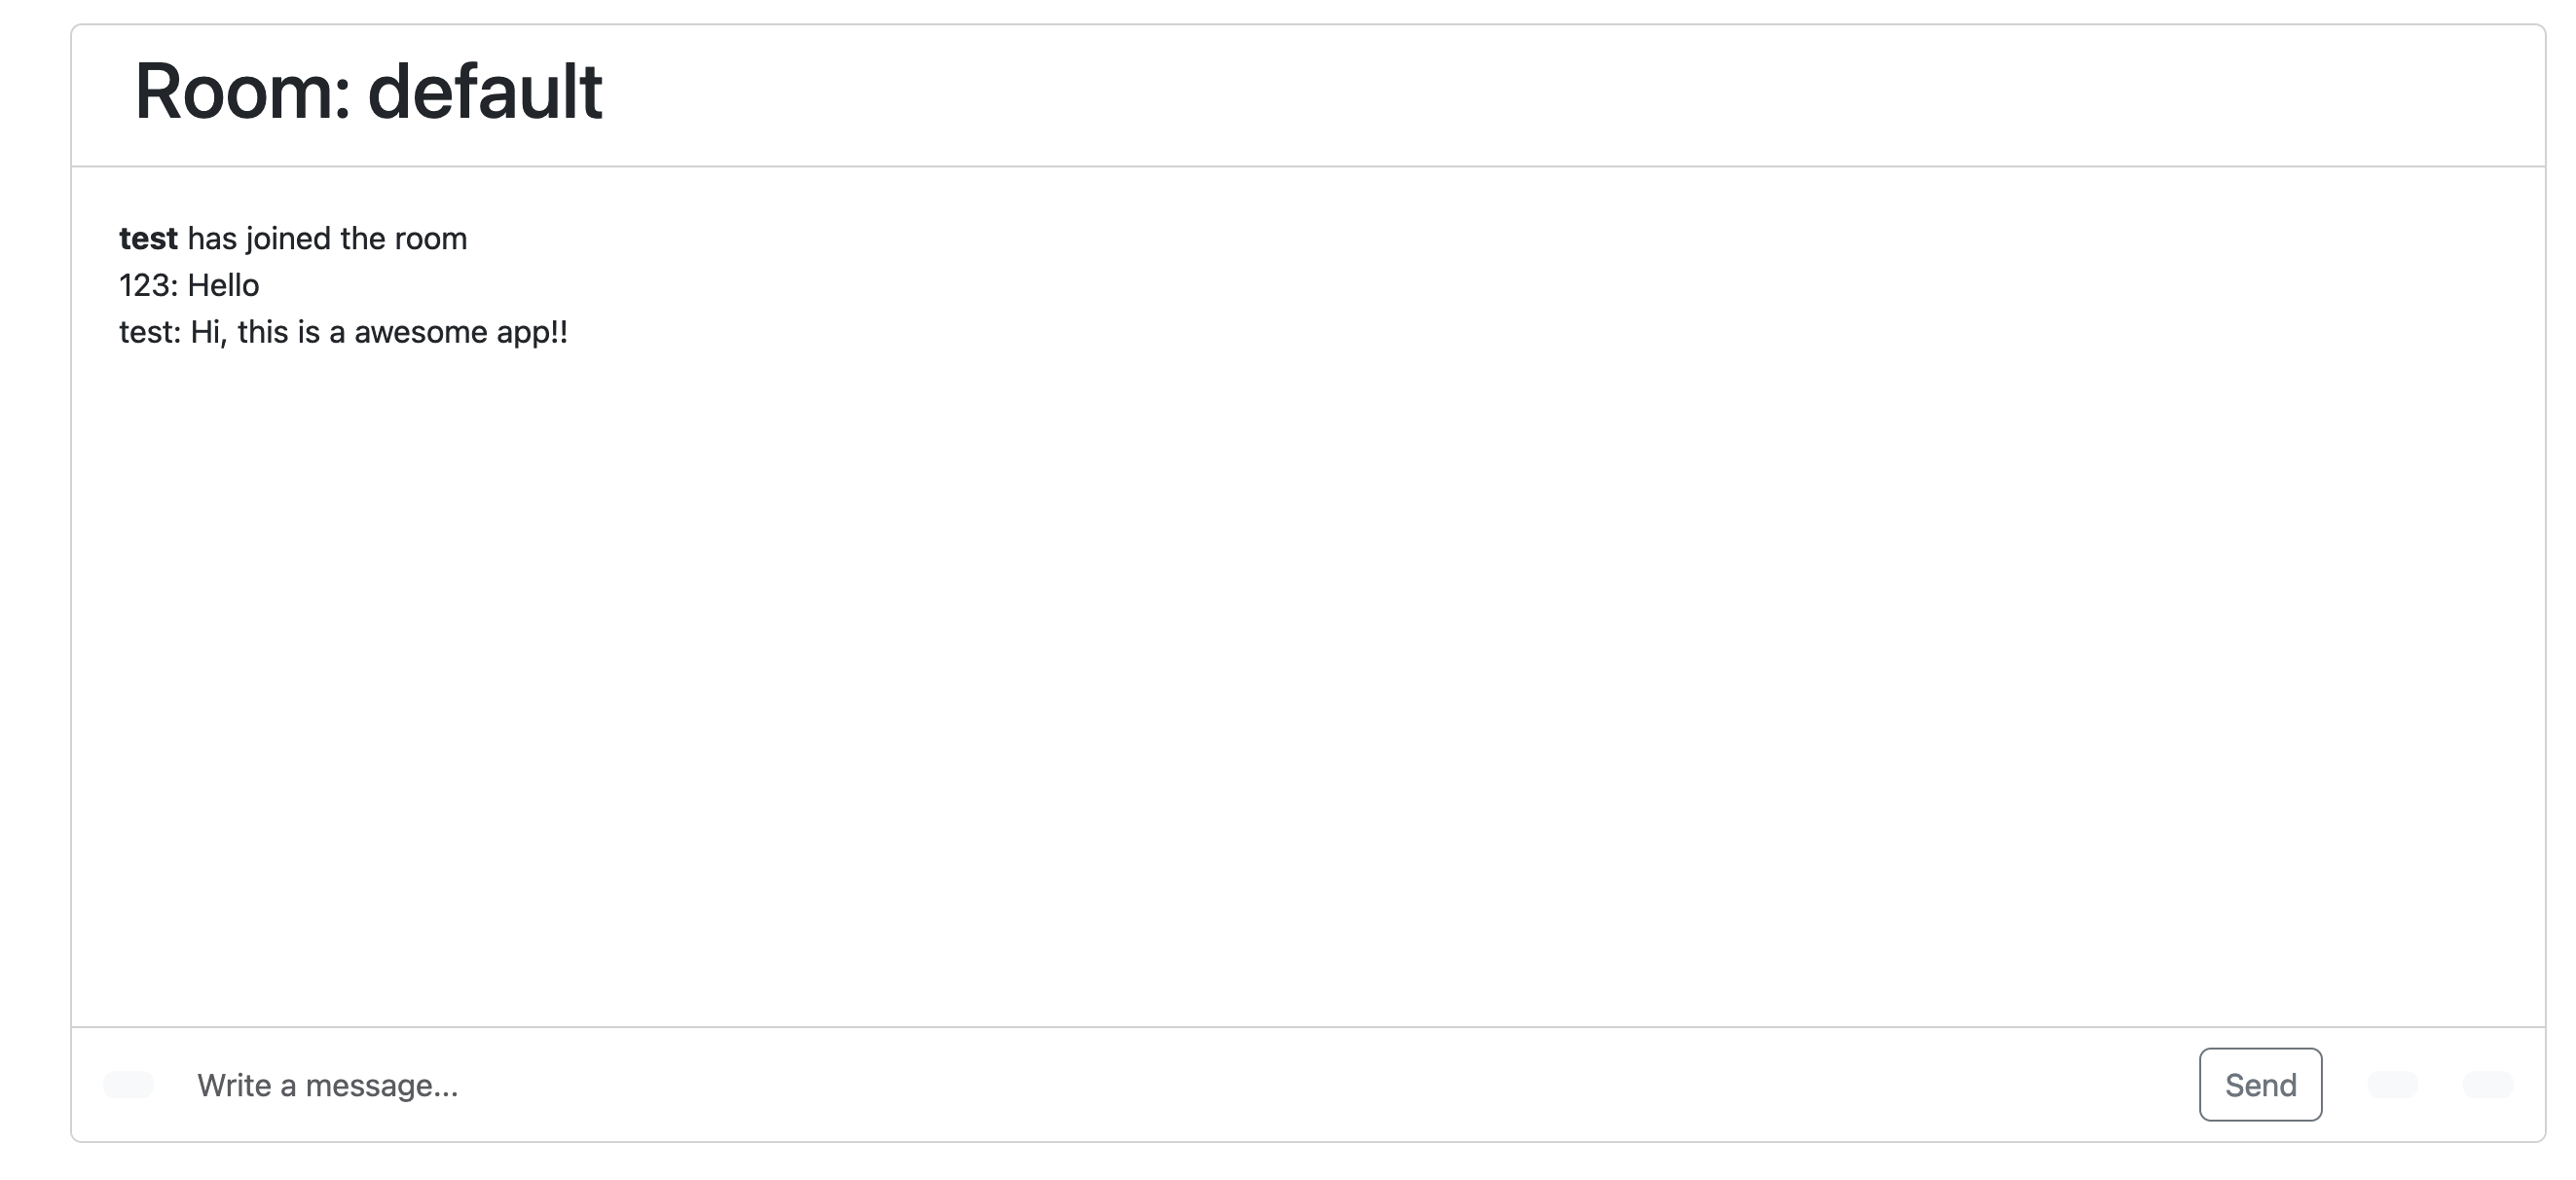 Room: default
test has joined the room
123: Hello
test: Hi, this is a awesome app!!
Write a message...
Send